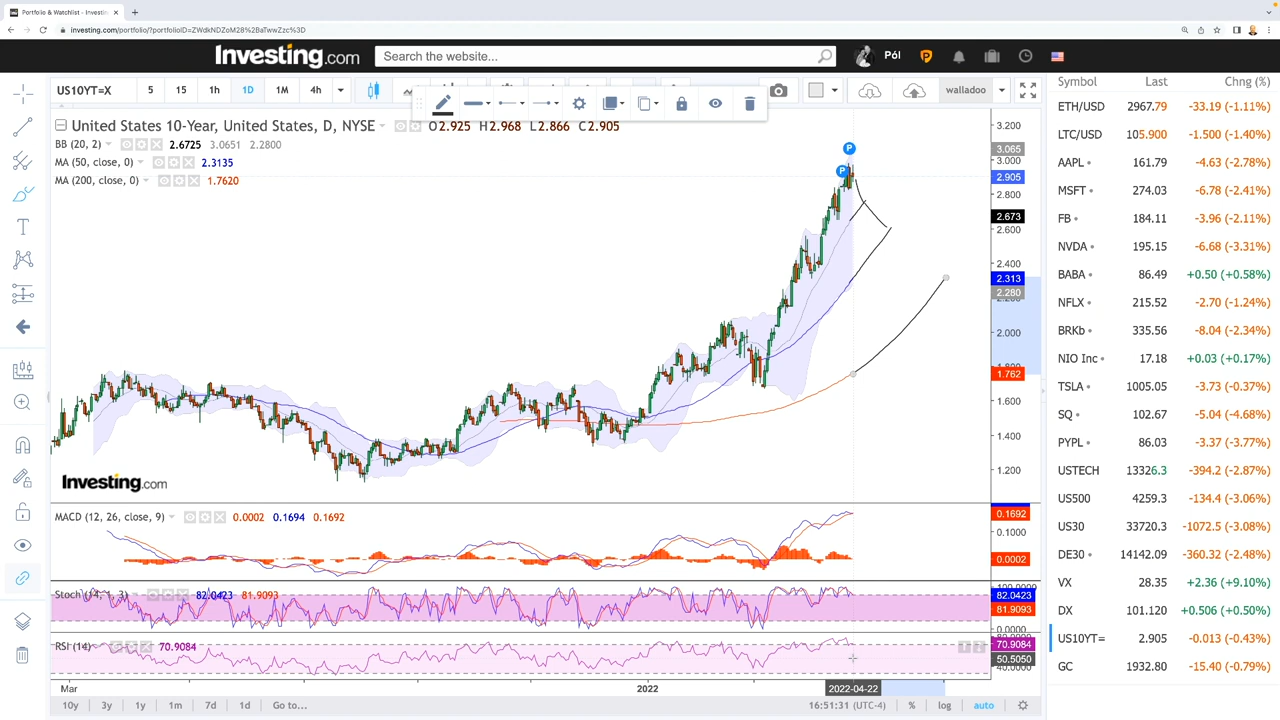 Portfolio & Watchlist - Investing
investing.com/portfolio/?portfolioID=ZWdkNDZoM28%2BaTwwZzc%3D
Investing.com Search the website... Pól
US10YT=X 5 15 1h 1D 1M 4h walladoo
United States 10-Year, United States, D, NYSE O2.925 H2.968 L2.866 C2.905
BB (20, 2) 2.6725 3.0651 2.2800
MA (50, close, 0) 2.3135
MA (200, close, 0) 1.7620
P
P
3.200
3.065
3.000
2.905
2.800
2.673
2.600
2.400
2.313
2.280
2.000
1.762
1.600
1.400
1.200
Investing.com
MACD (12, 26, close, 9) 0.0002 0.1694 0.1692
0.1692
0.1000
0.0002
Stoch (14, 1, 3) 82.0423 81.9093
82.0423
81.9093
0.0000
RSI (14) 70.9084
70.9084
50.5050
40.0000
Mar 2022 2022-04-22
10y 3y 1y 1m 7d 1d Go to... 16:51:31 (UTC-4) % log auto
Symbol Last Chng (%)
ETH/USD 2967.79 -33.19 (-1.11%)
LTC/USD 105.900 -1.500 (-1.40%)
AAPL 161.79 -4.63 (-2.78%)
MSFT 274.03 -6.78 (-2.41%)
FB 184.11 -3.96 (-2.11%)
NVDA 195.15 -6.68 (-3.31%)
BABA 86.49 +0.50 (+0.58%)
NFLX 215.52 -2.70 (-1.24%)
BRKb 335.56 -8.04 (-2.34%)
NIO Inc 17.18 +0.03 (+0.17%)
TSLA 1005.05 -3.73 (-0.37%)
SQ 102.67 -5.04 (-4.68%)
PYPL 86.03 -3.37 (-3.77%)
USTECH 13326.3 -394.2 (-2.87%)
US500 4259.3 -134.4 (-3.06%)
US30 33720.3 -1072.5 (-3.08%)
DE30 14142.09 -360.32 (-2.48%)
VX 28.35 +2.36 (+9.10%)
DX 101.120 +0.506 (+0.50%)
US10YT= 2.905 -0.013 (-0.43%)
GC 1932.80 -15.40 (-0.79%)